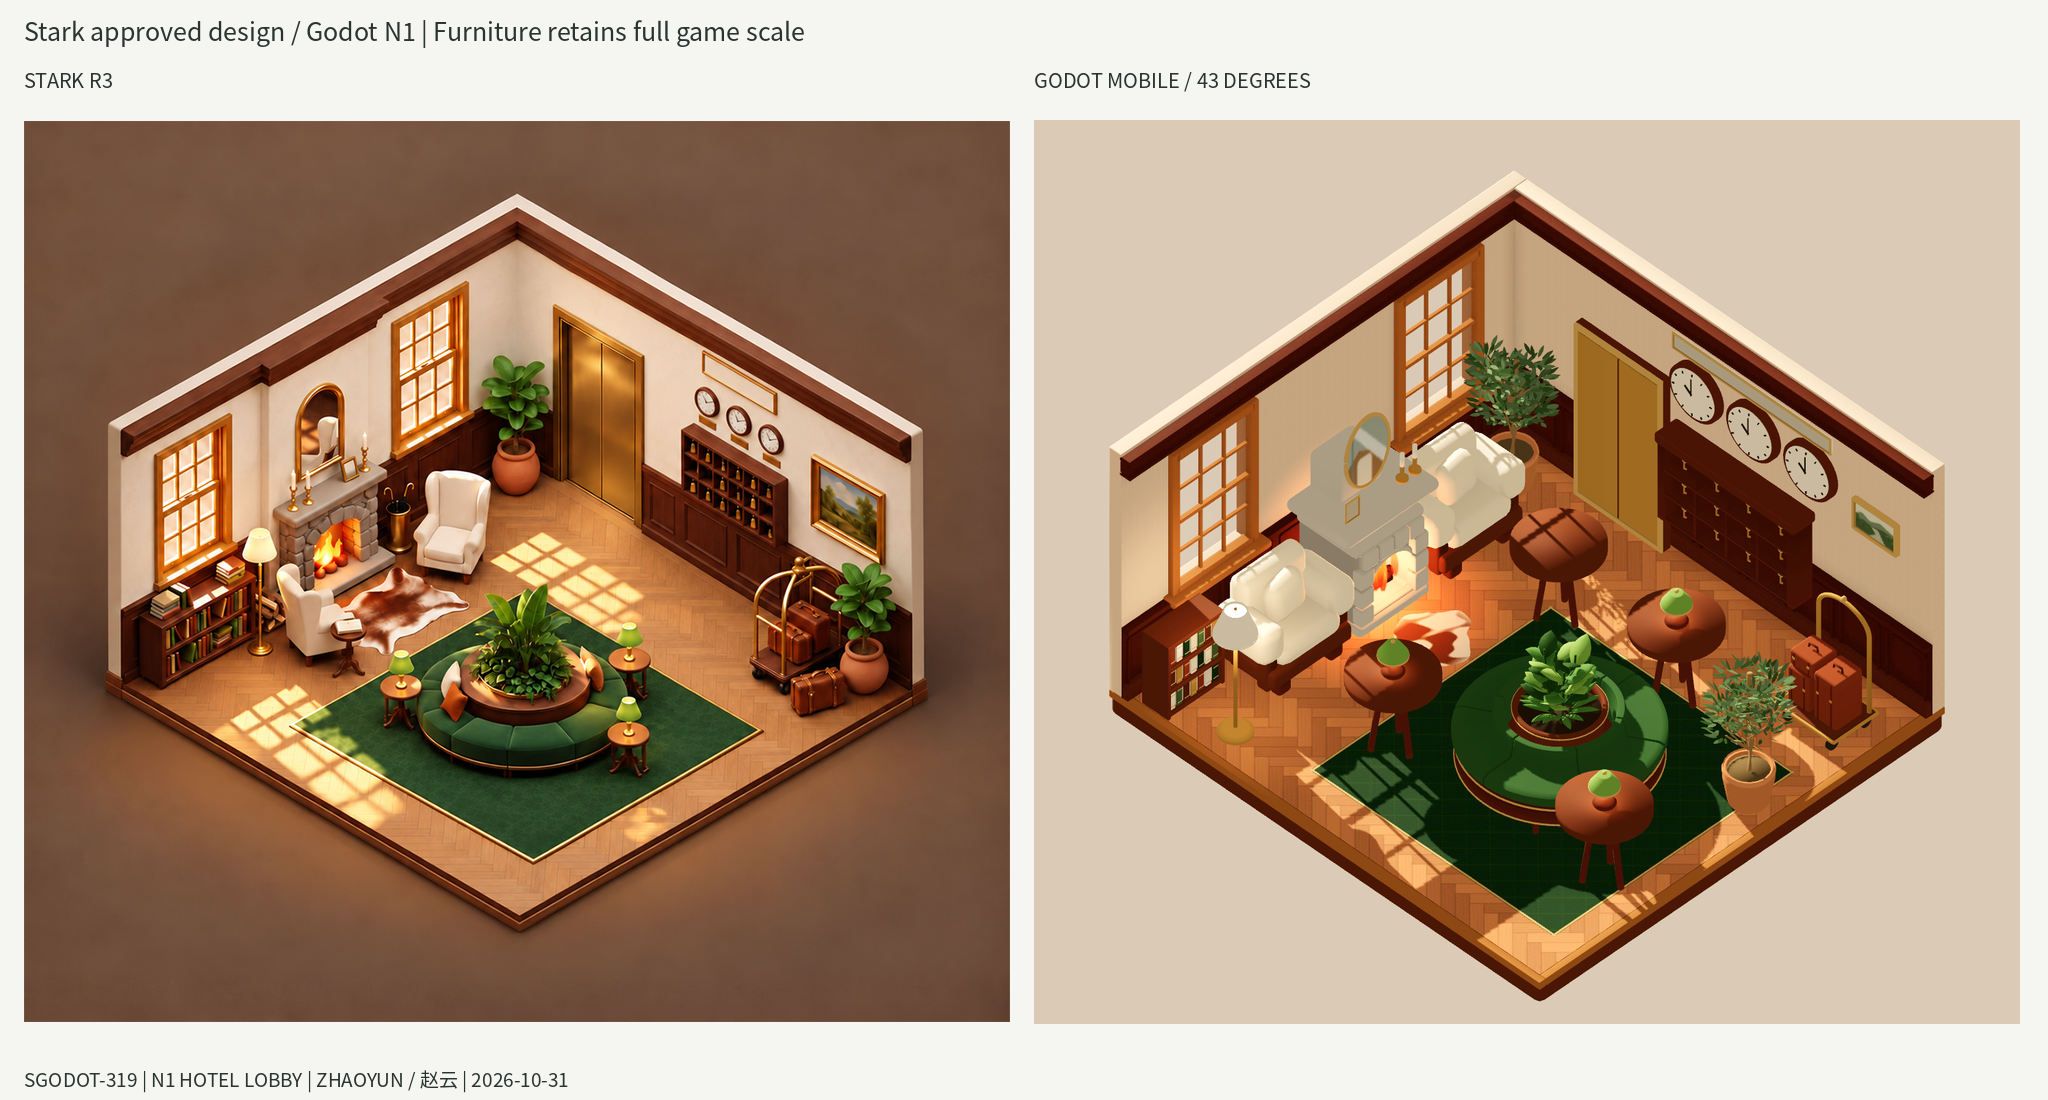 Stark approved design / Godot N1 | Furniture retains full game scale
STARK R3
GODOT MOBILE / 43 DEGREES
SGODOT-319 | N1 HOTEL LOBBY | ZHAOYUN / 赵云 | 2026-10-31